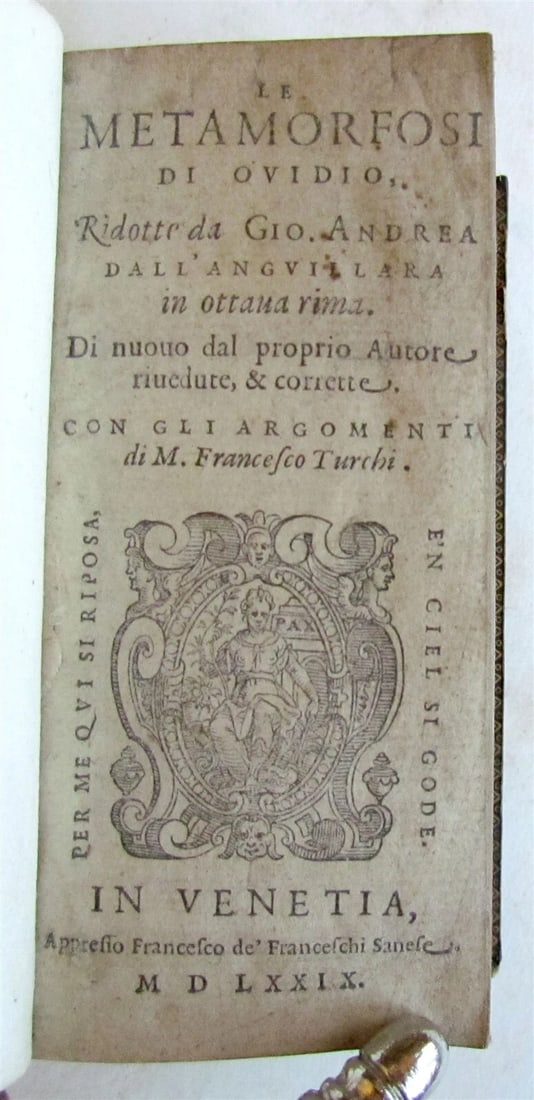 LE
METAMORFOSI
DI OVIDIO,
Ridotte da GIO. ANDREA
DALL'ANGVILLARA
in ottaua rima.
Di nuouo dal proprio Autore
riuedute, & corrette.
CON GLI ARGOMENTI
di M. Franceſco Turchi.
PER ME QVI SI RIPOSA,
PAX
E'N CIEL SI GODE.
IN VENETIA,
Appreſſo Franceſco de' Franceſchi Saneſe.
M D LXXIX.